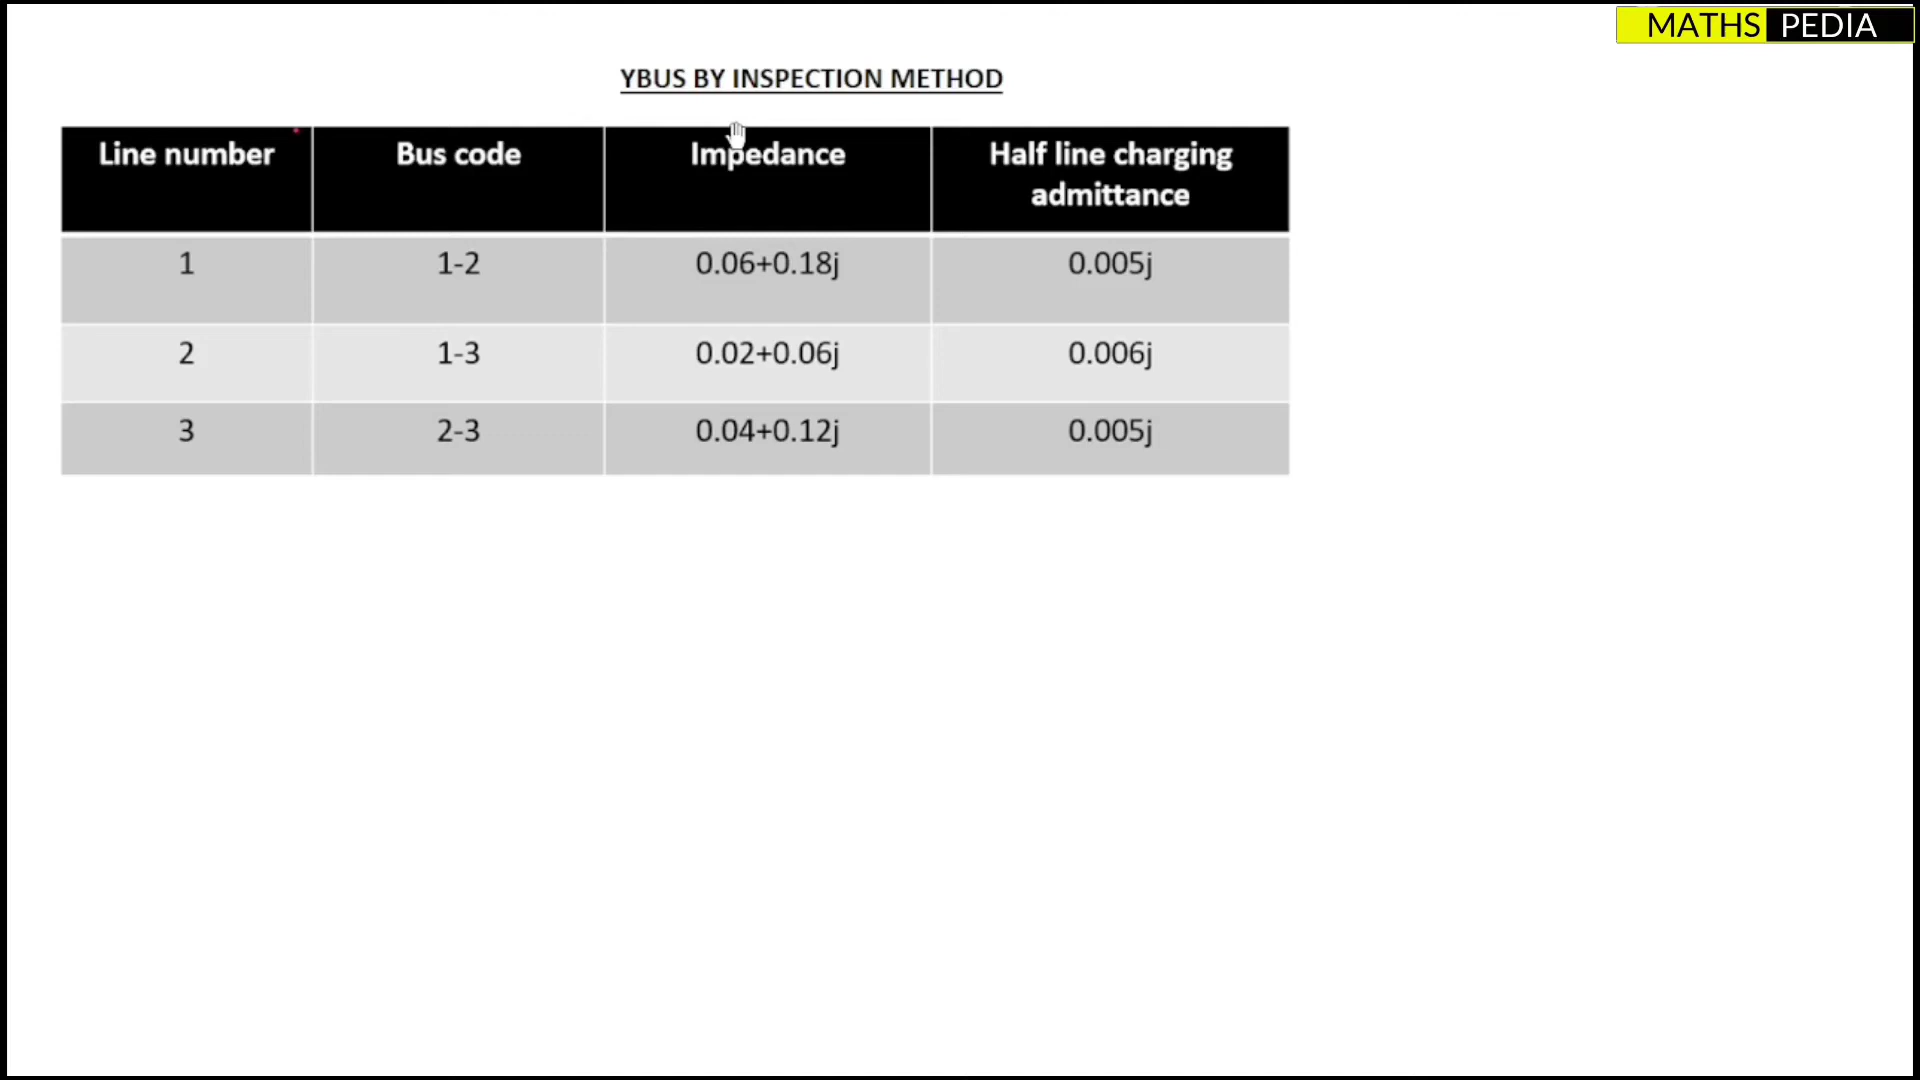 MATHS PEDIA
YBUS BY INSPECTION METHOD
Line number Bus code Impedance Half line charging
admittance
1 1-2 0.06+0.18j 0.005j
2 1-3 0.02+0.06j 0.006j
3 2-3 0.04+0.12j 0.005j